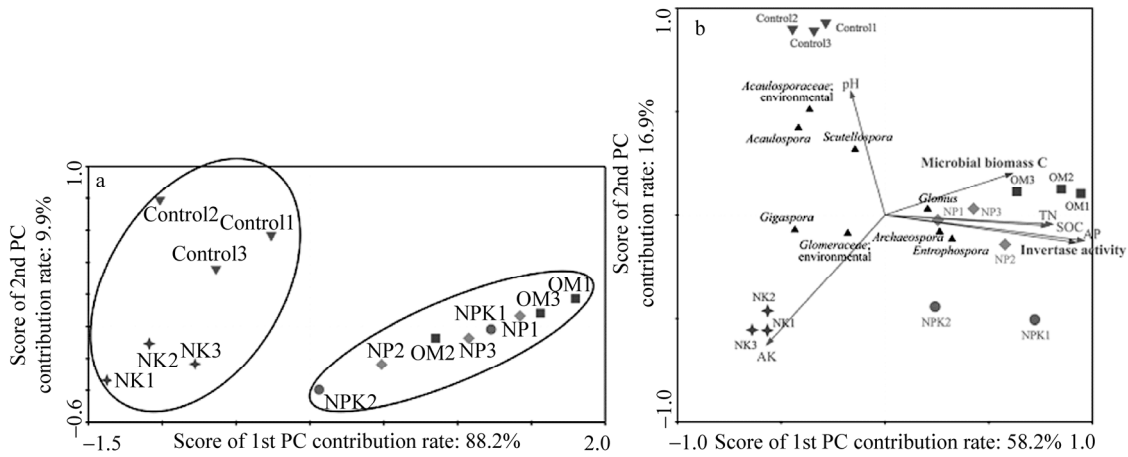 a
1.0
−0.6
−1.5
2.0
Score of 2nd PC
contribution rate: 9.9%
Score of 1st PC contribution rate: 88.2%
Control2
Control1
Control3
NK2
NK3
NK1
OM1
OM3
NPK1
NP1
NP2
OM2
NP3
NPK2
b
1.0
−1.0
−1.0
1.0
Score of 2nd PC
contribution rate: 16.9%
Score of 1st PC contribution rate: 58.2%
Control2
Control1
Control3
Acaulosporaceae;
environmental
pH
Acaulospora
Scutellospora
Microbial biomass C
OM3
OM2
OM1
Glomus
NP1
NP3
TN
SOC
AP
Gigaspora
Glomeraceae;
environmental
Archaeospora
Entrophospora
Invertase activity
NP2
NK2
NK1
NK3
AK
NPK2
NPK1